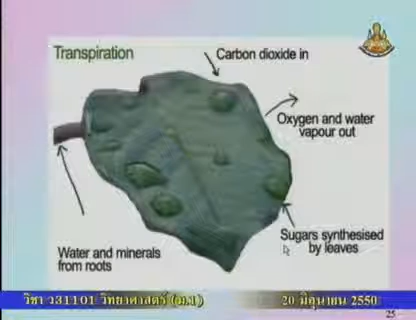 Transpiration
Carbon dioxide in
Oxygen and water
vapour out
Sugars synthesised
by leaves
Water and minerals
from roots
วิชา ว31101 วิทยาศาสตร์ (ม.1)
20 มิถุนายน 2550
25